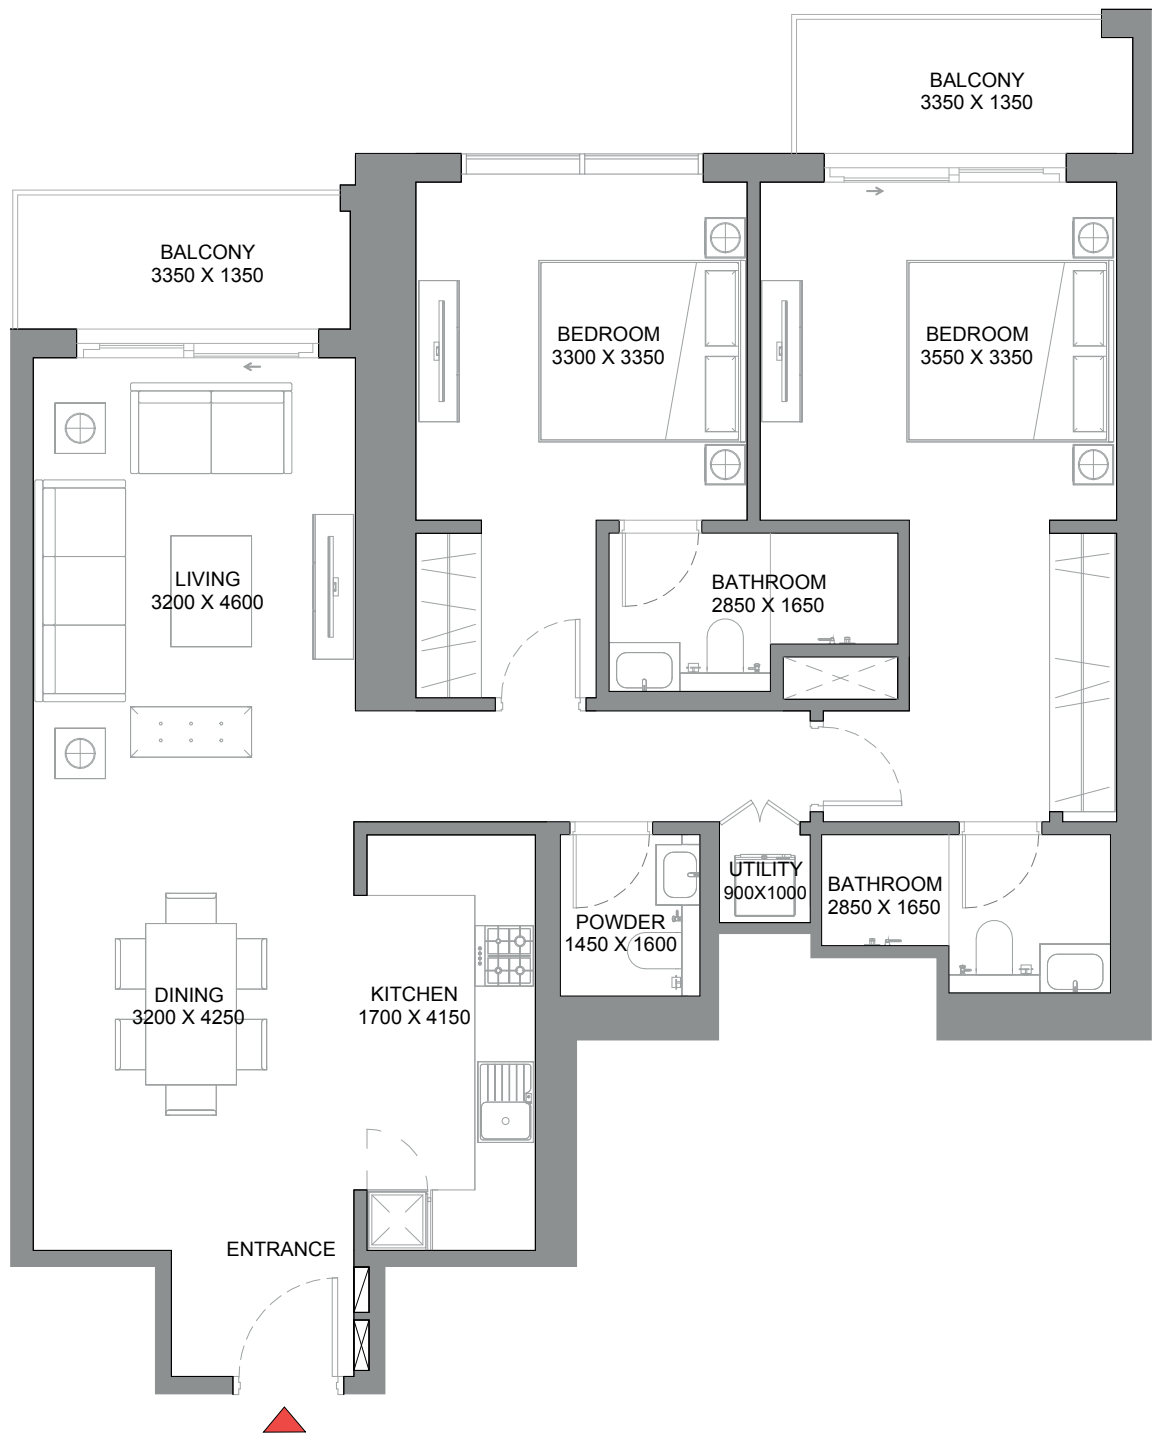 BALCONY
3350 X 1350
BALCONY
3350 X 1350
BEDROOM
3300 X 3350
BEDROOM
3550 X 3350
LIVING
3200 X 4600
BATHROOM
2850 X 1650
UTILITY
900X1000
BATHROOM
2850 X 1650
POWDER
1450 X 1600
DINING
3200 X 4250
KITCHEN
1700 X 4150
ENTRANCE